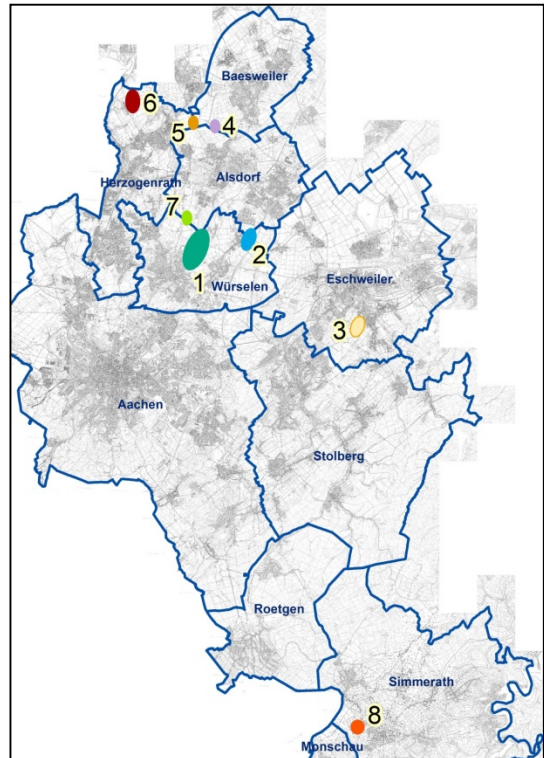 Baesweiler
6
5
4
Herzogenrath
Alsdorf
7
2
1
Würselen
Eschweiler
3
Aachen
Stolberg
Roetgen
Simmerath
8
Monschau